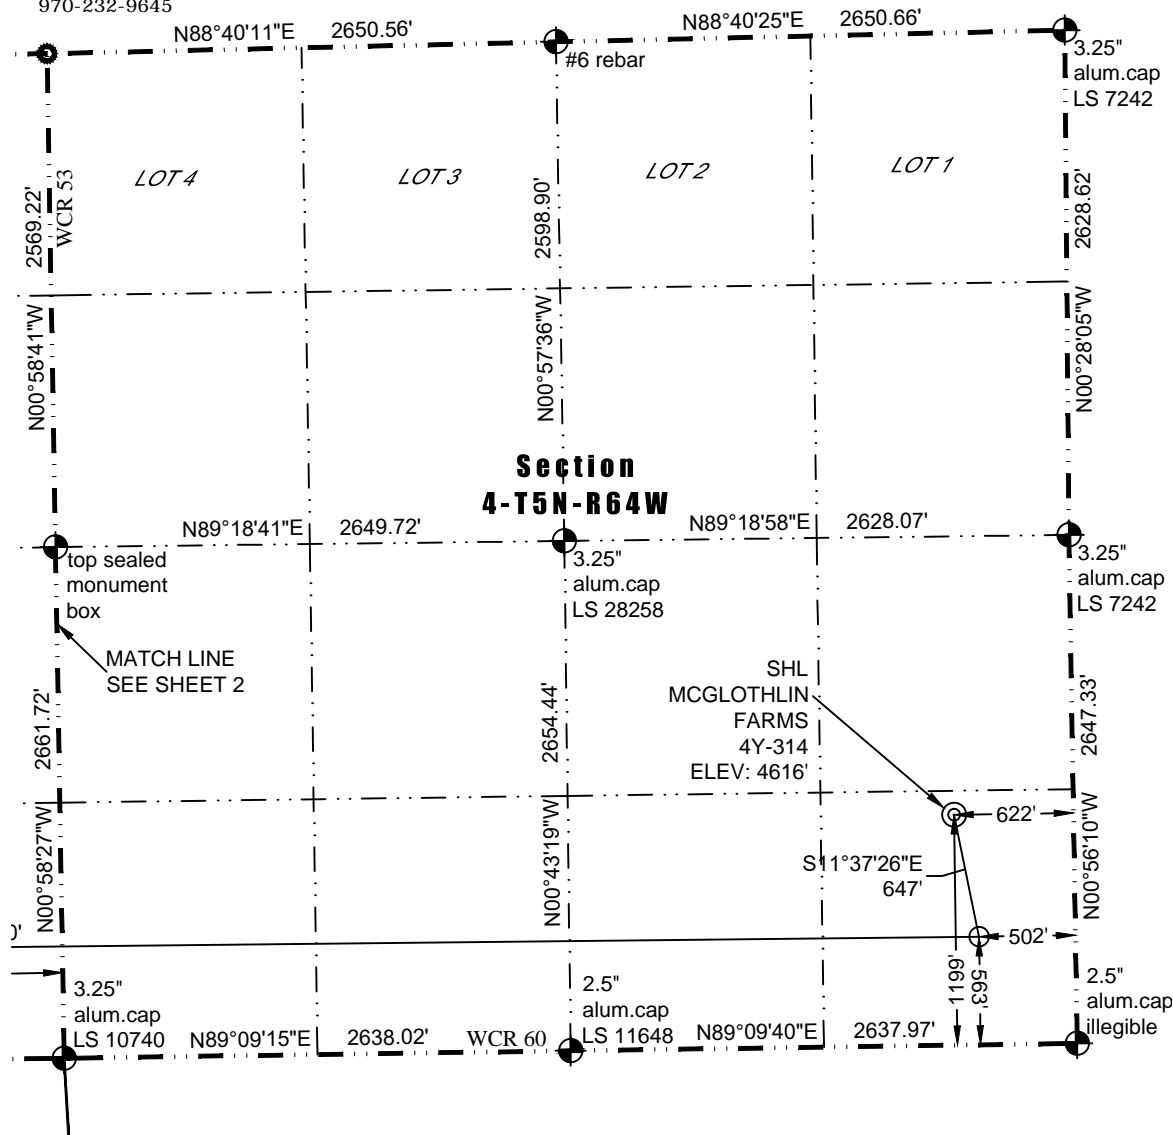 970-232-9645
N88°40'11"E 2650.56'
N88°40'25"E 2650.66'
#6 rebar
3.25"
alum.cap
LS 7242
LOT 4
LOT 3
LOT 2
LOT 1
2569.22'
WCR 53
2598.90'
2628.62'
N00°58'41"W
N00°57'36"W
N00°28'05"W
Section
4-T5N-R64W
N89°18'41"E 2649.72'
N89°18'58"E 2628.07'
top sealed
monument
box
3.25"
alum.cap
LS 28258
3.25"
alum.cap
LS 7242
MATCH LINE
SEE SHEET 2
SHL
MCGLOTHLIN
FARMS
4Y-314
ELEV: 4616'
2661.72'
2654.44'
2647.33'
622'
S11°37'26"E
647'
N00°58'27"W
N00°43'19"W
N00°56'10"W
502'
1199'
563'
3.25"
alum.cap
LS 10740
2.5"
alum.cap
LS 11648
2.5"
alum.cap
illegible
N89°09'15"E 2638.02'
WCR 60
N89°09'40"E 2637.97'